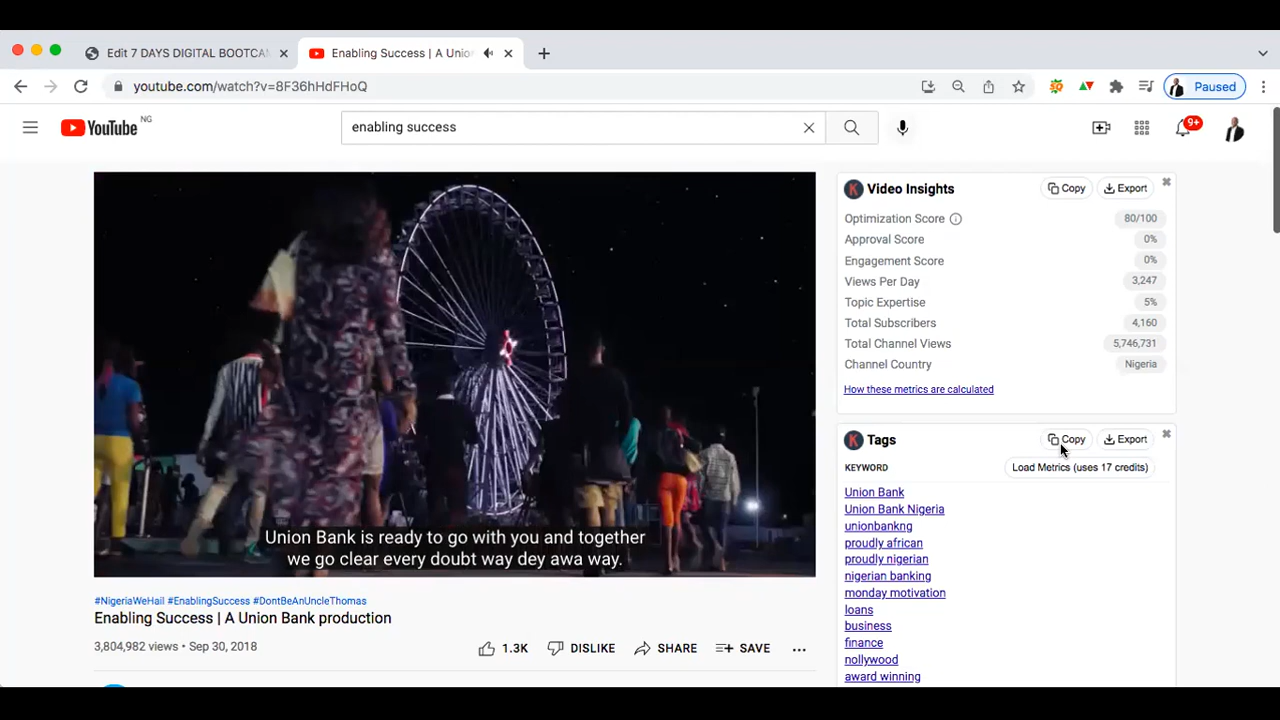 Edit 7 DAYS DIGITAL BOOTCA
Enabling Success | A Unio
youtube.com/watch?v=8F36hHdFHoQ
Paused
YouTube NG
enabling success
9+
Union Bank is ready to go with you and together
we go clear every doubt way dey awa way.
#NigeriaWeHail #EnablingSuccess #DontBeAnUncleThomas
Enabling Success | A Union Bank production
3,804,982 views • Sep 30, 2018
1.3K DISLIKE SHARE SAVE
K Video Insights Copy Export
Optimization Score 80/100
Approval Score 0%
Engagement Score 0%
Views Per Day 3,247
Topic Expertise 5%
Total Subscribers 4,160
Total Channel Views 5,746,731
Channel Country Nigeria
How these metrics are calculated
K Tags Copy Export
KEYWORD Load Metrics (uses 17 credits)
Union Bank
Union Bank Nigeria
unionbankng
proudly african
proudly nigerian
nigerian banking
monday motivation
loans
business
finance
nollywood
award winning